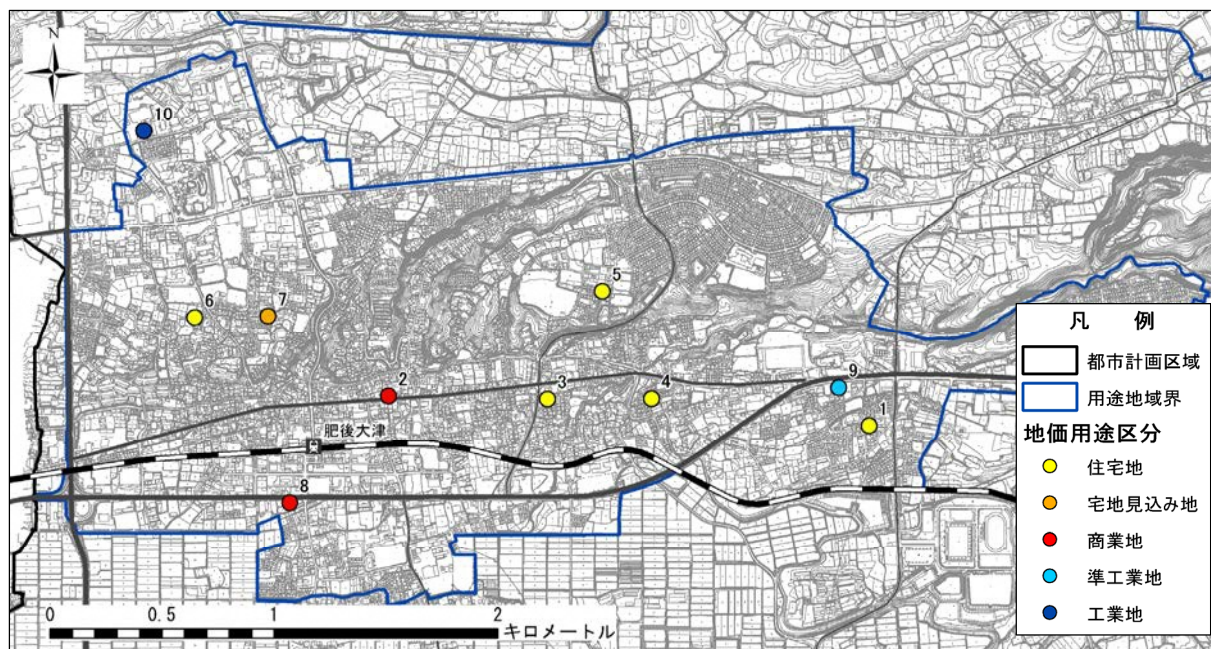 N
10
5
6
7
2
3
4
9
1
肥後大津
8
凡 例
都市計画区域
用途地域界
地価用途区分
住宅地
宅地見込み地
商業地
準工業地
工業地
0 0.5 1 2
キロメートル